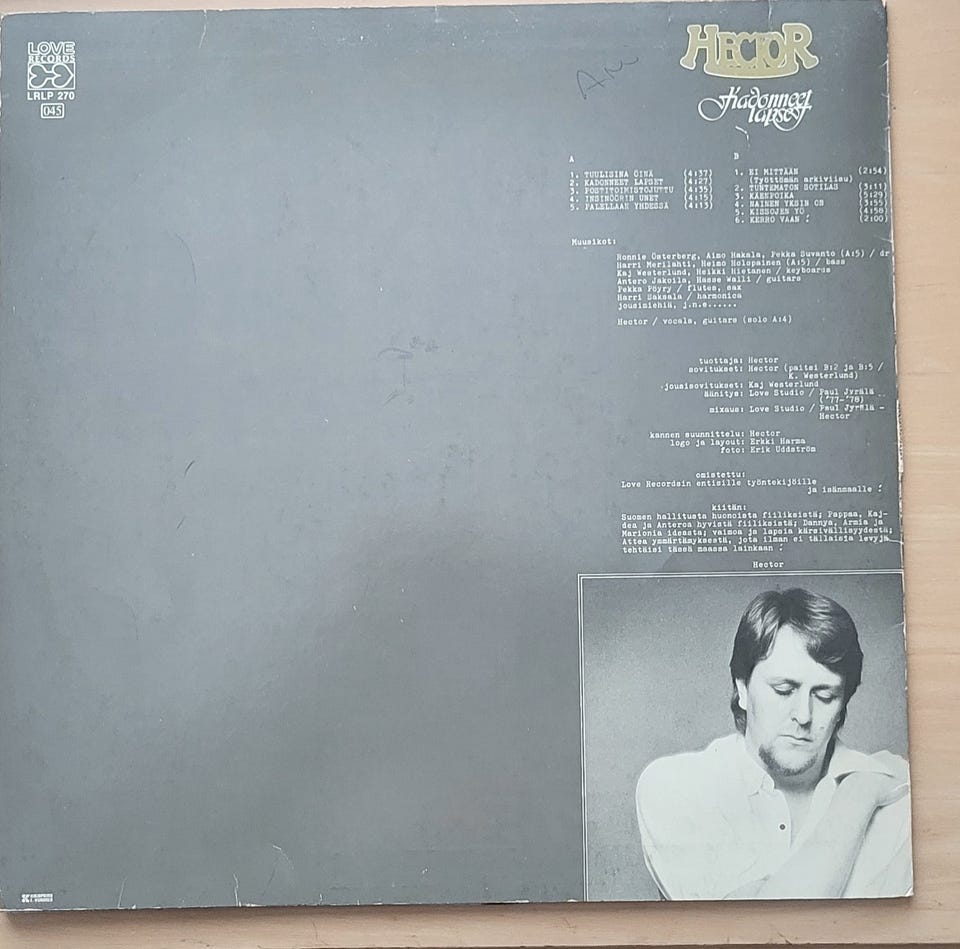 LOVE
RECORDS
LRLP 270
045
HECTOR
Kadonneet
lapset
A
1. TUULISINA ÖINÄ (4:37)
2. KADONNEET LAPSET (4:27)
3. POSTITOIMISTOJUTTU (4:35)
4. INSINÖÖRIN UNET (4:15)
5. PALELLAAN YHDESSÄ (4:13)
B
1. EI MITTÄÄN (2:54)
(Työttömän arkiviisu)
2. TUNTEMATON SOTILAS (3:11)
3. KÄENPOIKA (5:29)
4. NAINEN YKSIN ON (3:55)
5. KISSOJEN YÖ (4:58)
6. KERRO VAAN ! (2:00)
Muusikot:
Ronnie Österberg, Aimo Hakala, Pekka Suvanto (A:5) / dr
Harri Merilahti, Heimo Holopainen (A:5) / bass
Kaj Westerlund, Heikki Hietanen / keyboards
Antero Jakoila, Hasse Walli / guitars
Pekka Pöyry / flutes, sax
Harri Saksala / harmonica
jousimiehiä, j.n.e......
Hector / vocals, guitars (solo A:4)
tuottaja: Hector
sovitukset: Hector (paitsi B:2 ja B:5 /
K. Westerlund)
jousisovitukset: Kaj Westerlund
äänitys: Love Studio / Paul Jyrälä
('77-'78)
mixaus: Love Studio / Paul Jyrälä -
Hector
kannen suunnittelu: Hector
logo ja layout: Erkki Harma
foto: Erik Uddström
omistettu:
Love Recordsin entisille työntekijöille
ja isänmaalle !
kiitän:
Suomen hallitusta huonoista fiiliksistä; Pappaa, Kaj-
dea ja Anteroa hyvistä fiiliksistä; Dannya, Armia ja
Marionia ideasta; vaimoa ja lapsia kärsivällisyydestä;
Attea ymmärtämyksestä, jota ilman ei tällaisia levyjä
tehtäisi tässä maassa lainkaan !
Hector